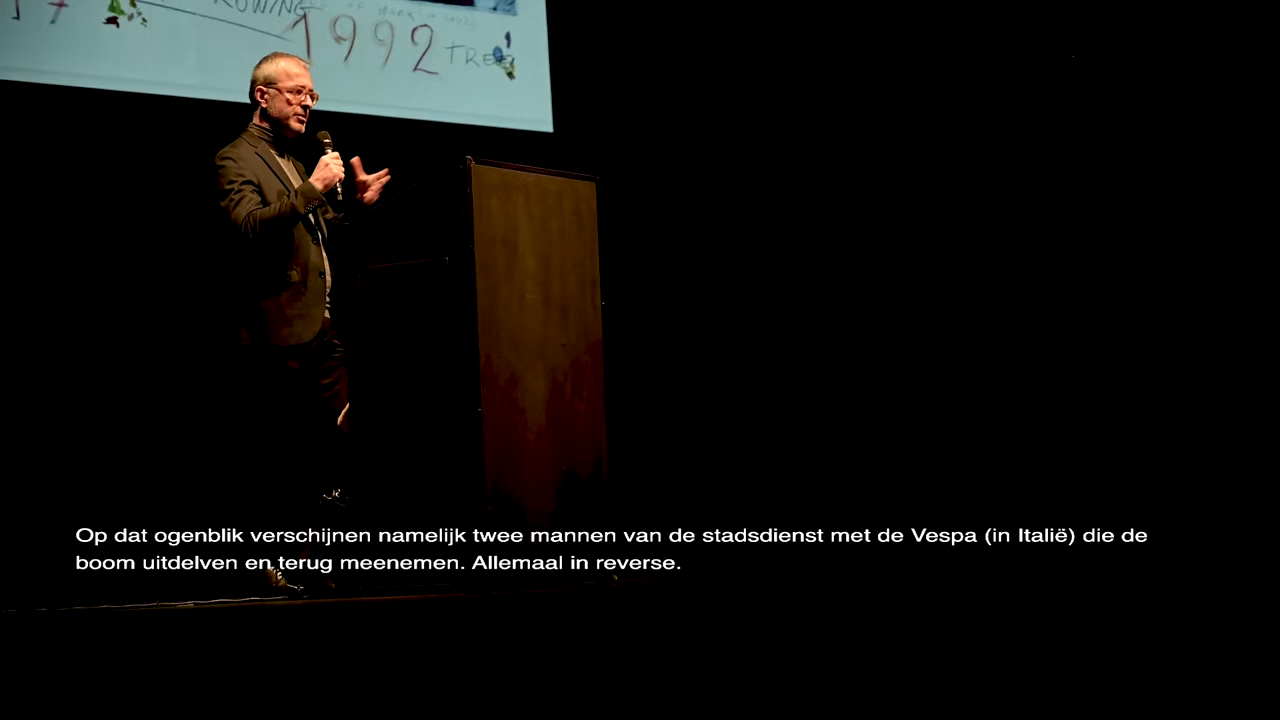 1992 TREE
Op dat ogenblik verschijnen namelijk twee mannen van de stadsdienst met de Vespa (in Italië) die de
boom uitdelven en terug meenemen. Allemaal in reverse.